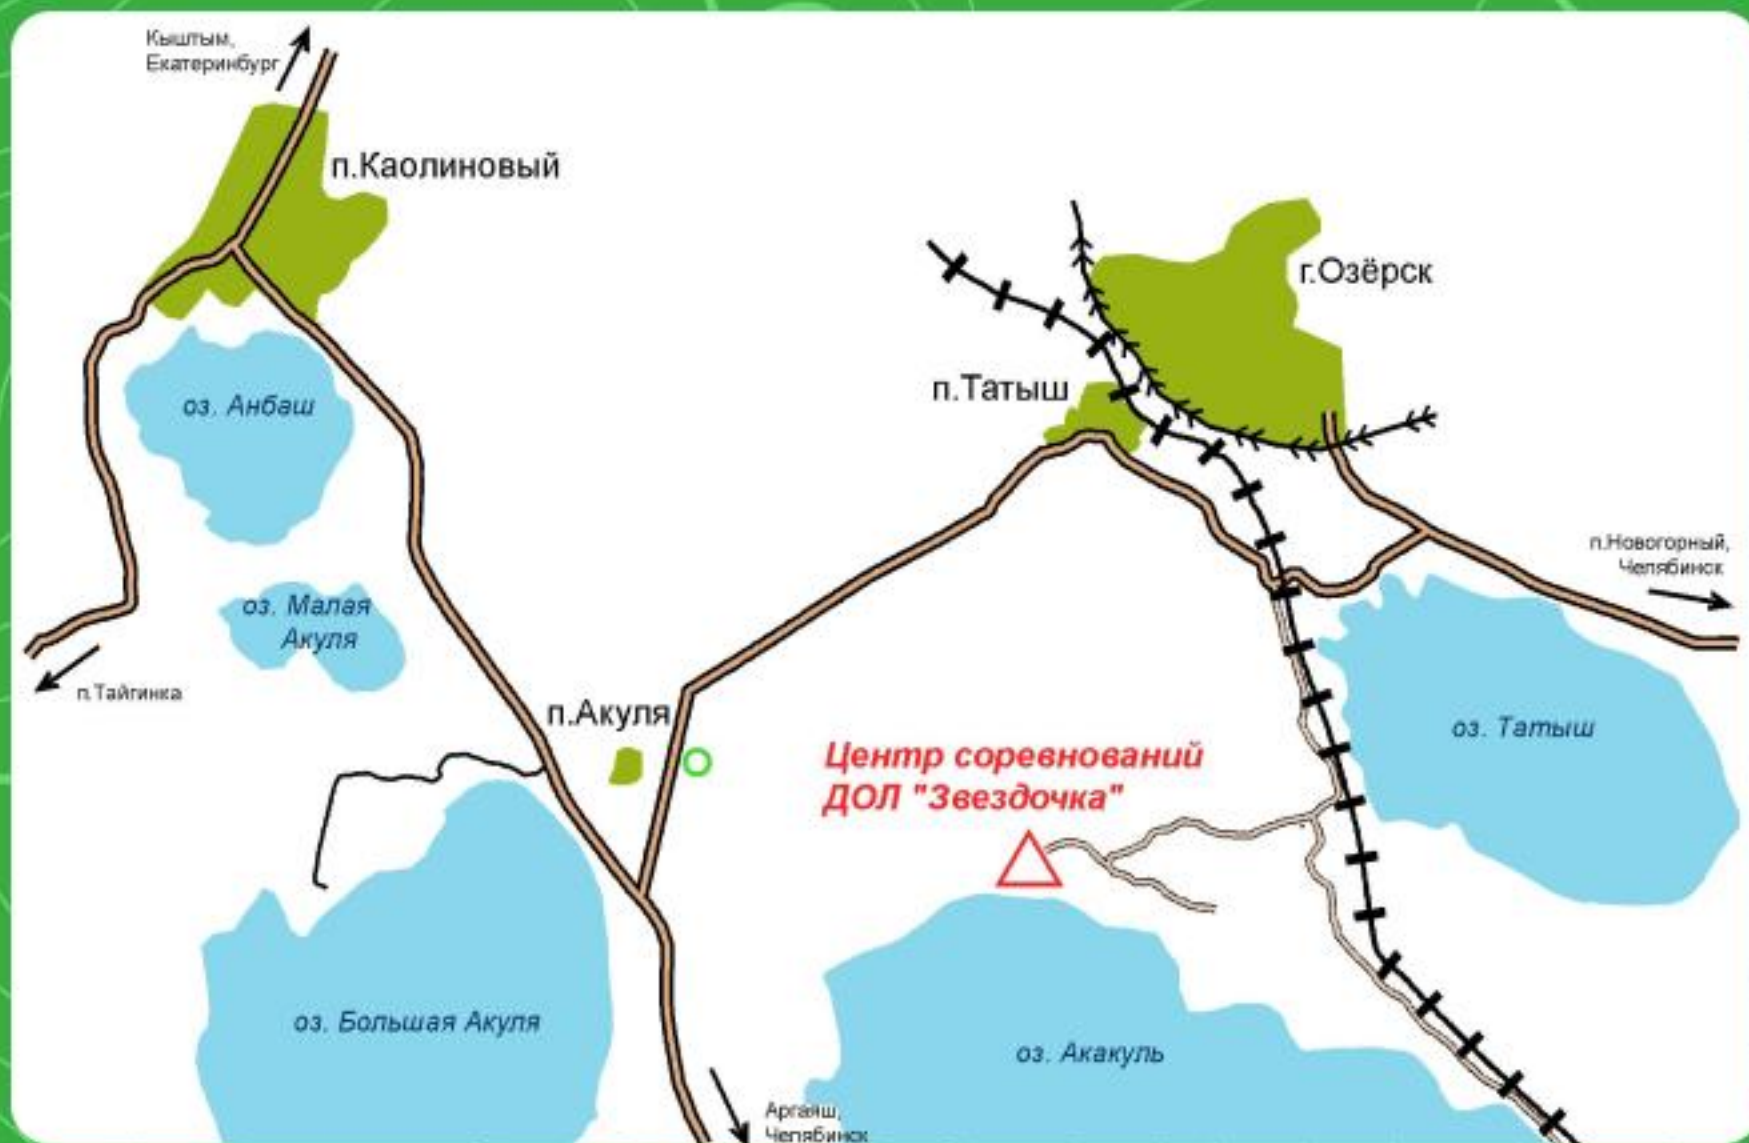 Кыштым,
Екатеринбург
п.Каолиновый
г.Озёрск
п.Татыш
оз. Анбаш
п.Новогорный,
Челябинск
оз. Малая
Акуля
п.Тайгинка
п.Акуля
оз. Татыш
Центр соревнований
ДОЛ "Звездочка"
оз. Большая Акуля
оз. Акакуль
Аргаяш,
Челябинск